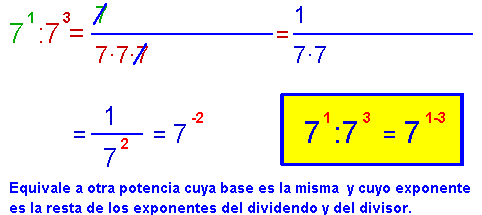 7¹:7³ = 7 / 7·7·7 = 1 / 7·7
= 1 / 7² = 7⁻²
7¹:7³ = 7¹⁻³
Equivale a otra potencia cuya base es la misma y cuyo exponente
es la resta de los exponentes del dividendo y del divisor.